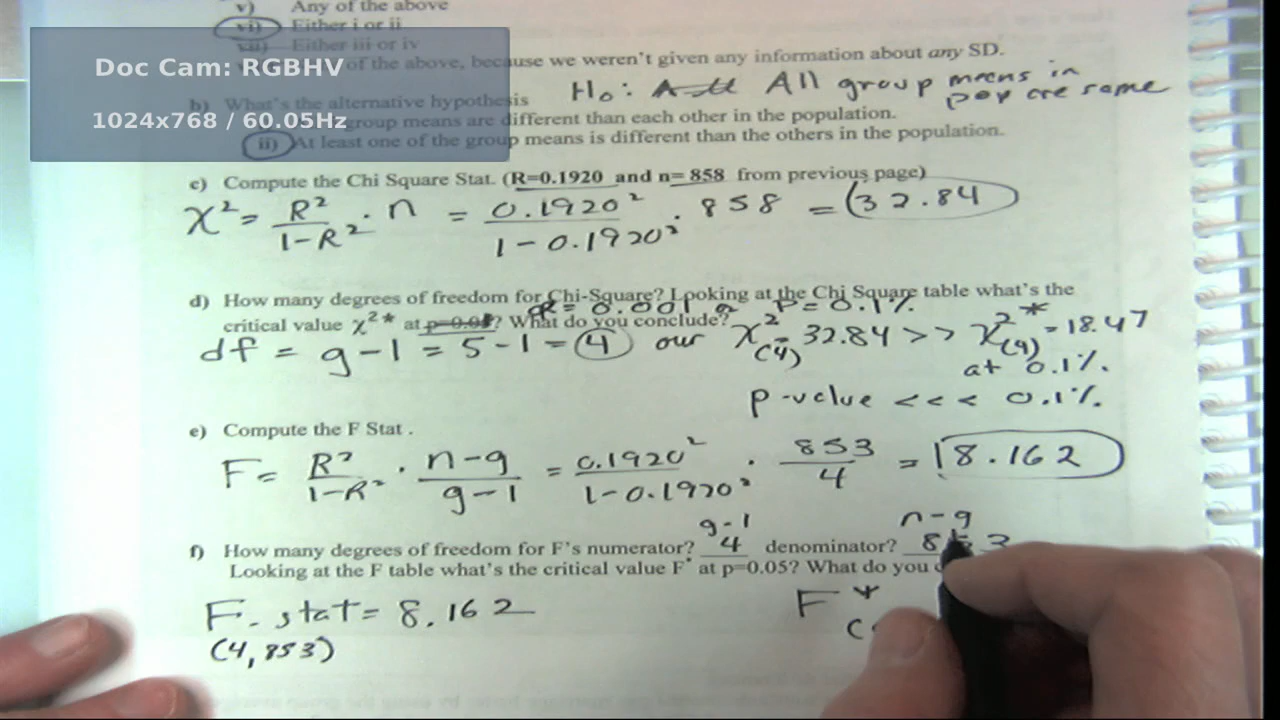 v) Any of the above
vi) Either i or ii
vii) Either iii or iv
Doc Cam: RGBHV
of the above, because we weren't given any information about any SD.
H₀: All group means in
pop are same
b) What's the alternative hypothesis
1024x768 / 60.05Hz
group means are different than each other in the population.
ii) At least one of the group means is different than the others in the population.
c) Compute the Chi Square Stat. (R=0.1920 and n= 858 from previous page)
χ² = R²/1-R² · n = 0.1920²/1-0.1920² · 858 = 32.84
d) How many degrees of freedom for Chi-Square? Looking at the Chi Square table what's the
α = 0.001 or P=0.1%
critical value χ²* at p=0.05? What do you conclude?
df = g-1 = 5-1 = 4 our χ²(4) = 32.84 >> χ²*(4) = 18.47
at 0.1%.
p-value <<< 0.1%.
e) Compute the F Stat .
F = R²/1-R² · n-g/g-1 = 0.1920²/1-0.1920² · 853/4 = 8.162
g-1 n-g
f) How many degrees of freedom for F's numerator? 4 denominator? 853
Looking at the F table what's the critical value F* at p=0.05? What do you
F-stat = 8.162 F*
(4,853) (